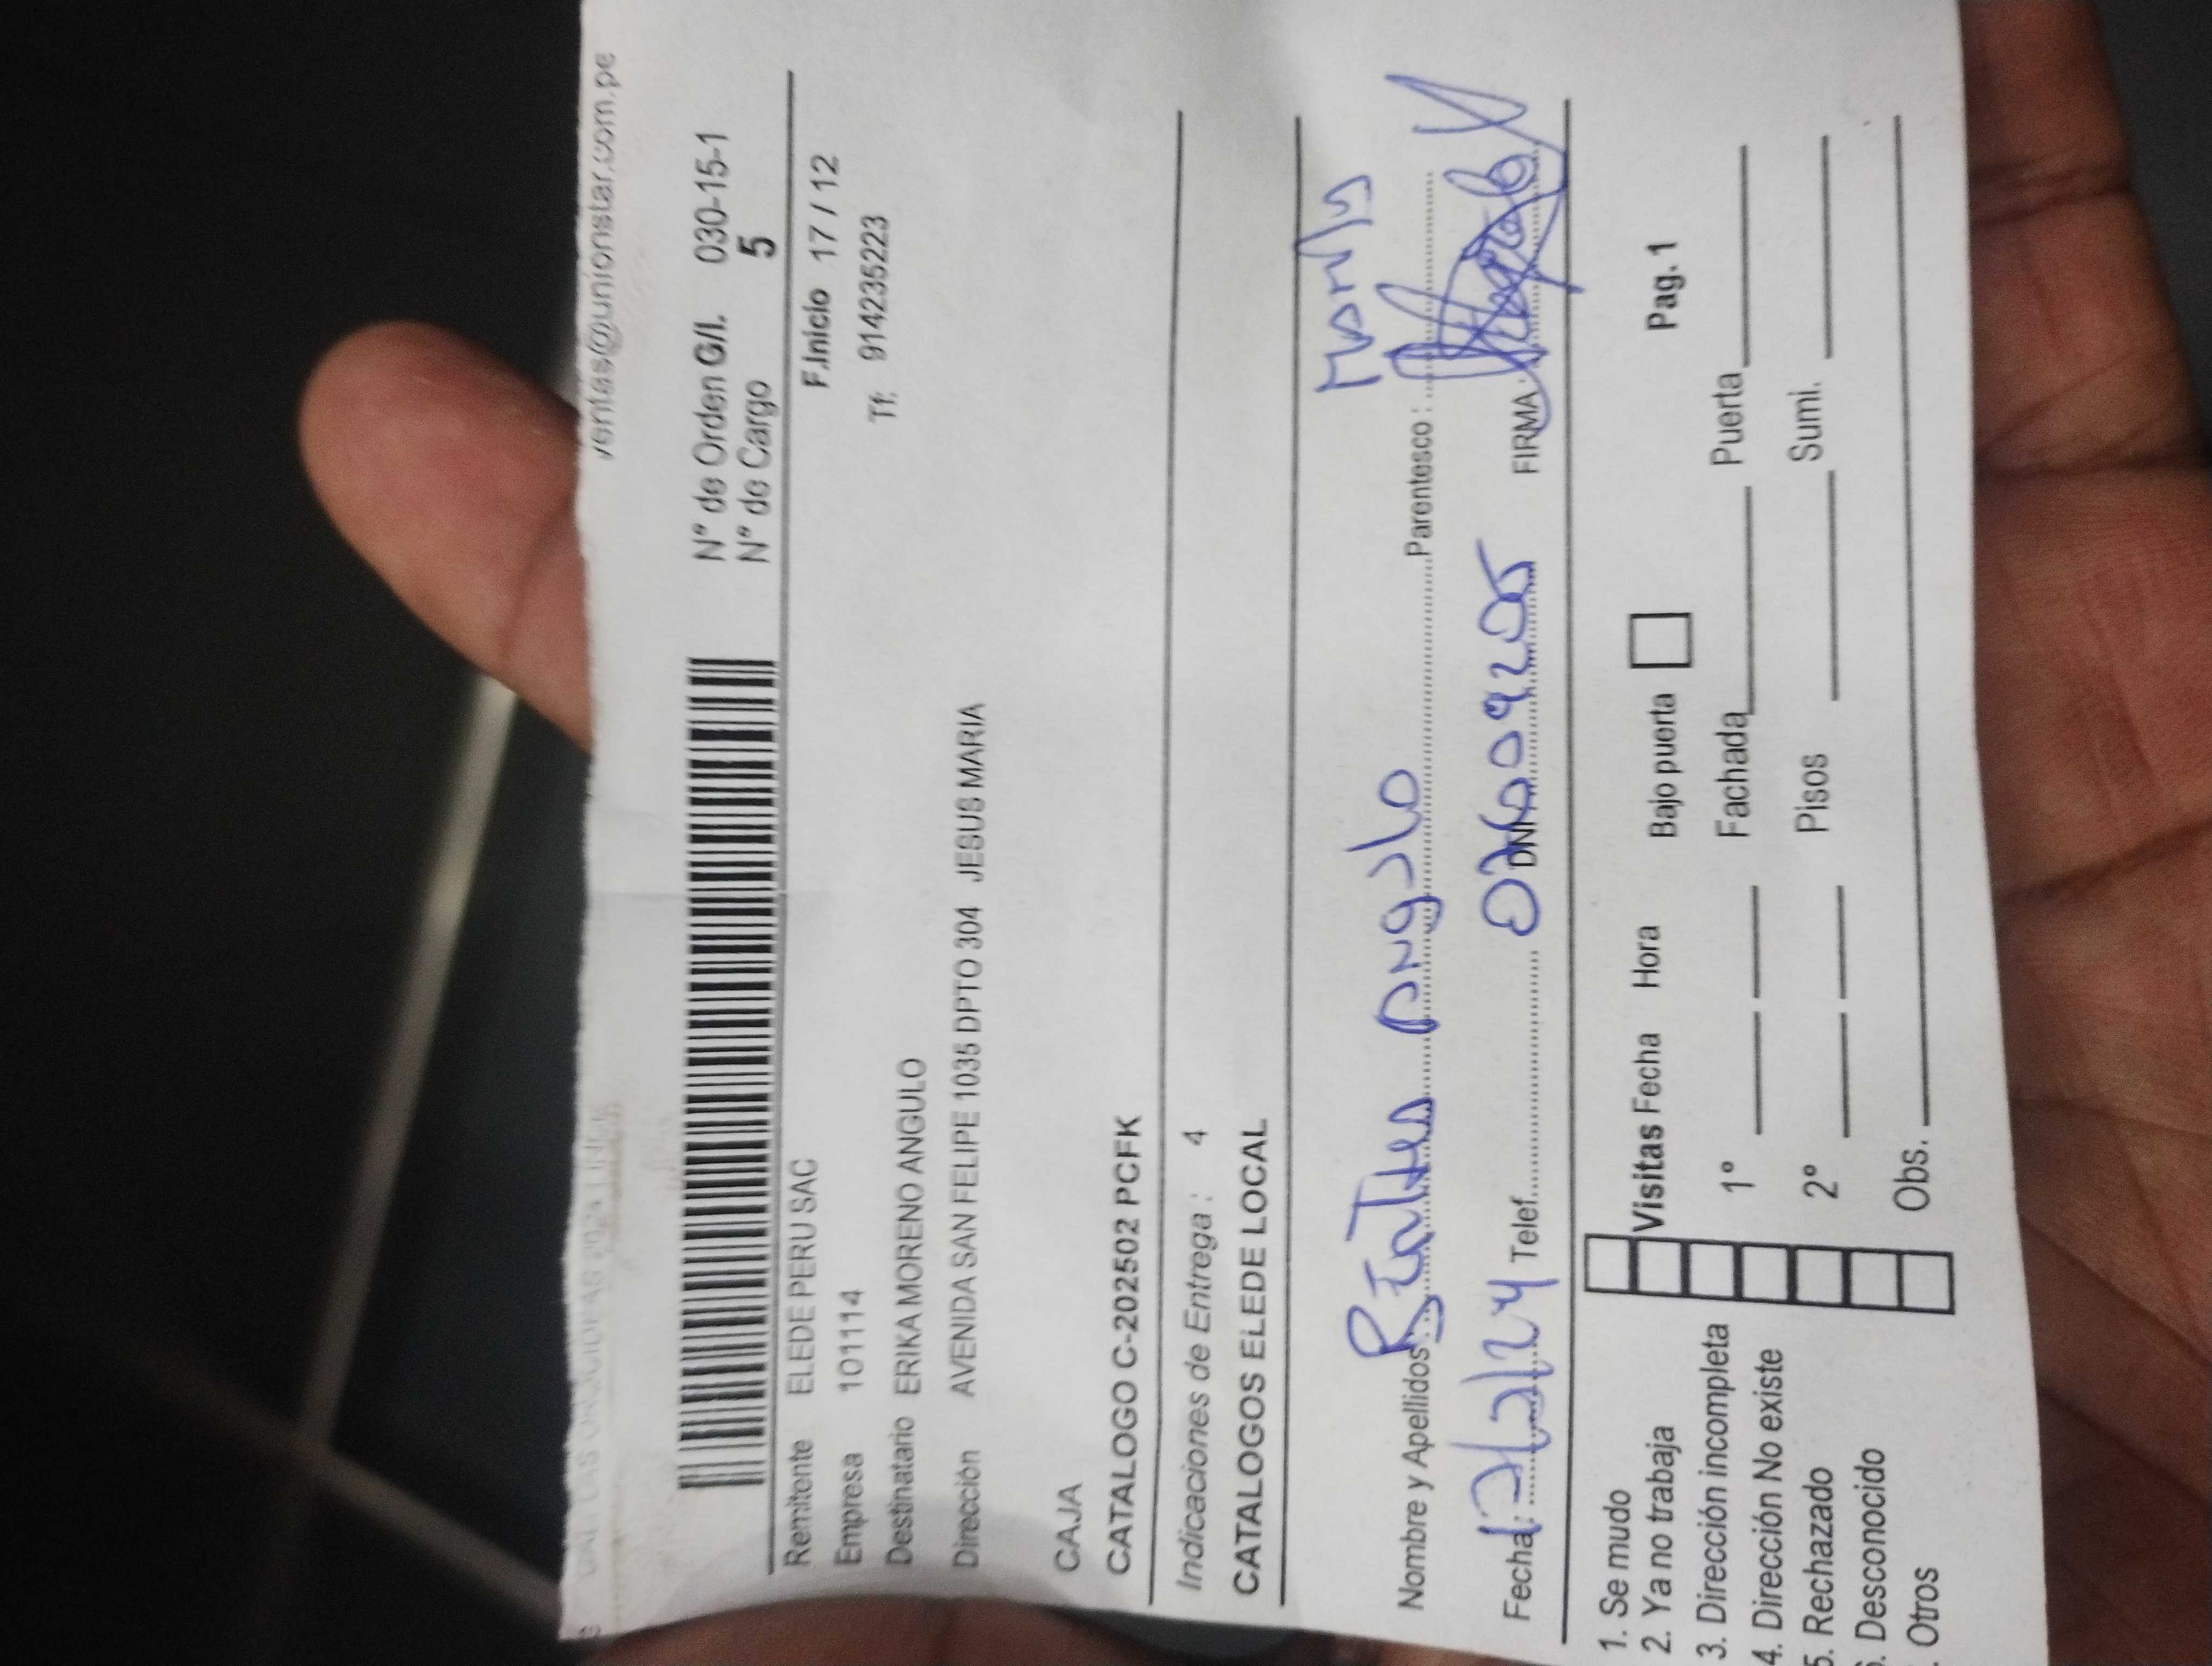 ventas@unionstar.com.pe
N° de Orden G/I. 030-15-1
N° de Cargo 5
F.Inicio 17 / 12
Remitente ELEDE PERU SAC
Empresa 101114
Tf. 914235223
Destinatario ERIKA MORENO ANGULO
Dirección AVENIDA SAN FELIPE 1035 DPTO 304 JESUS MARIA
CAJA
CATALOGO C-202502 PCFK
Indicaciones de Entrega : 4
CATALOGOS ELEDE LOCAL
Nombre y Apellidos: Angulo Parentesco :
Fecha: Telef. DNI FIRMA
1. Se mudo
2. Ya no trabaja Visitas Fecha Hora Bajo puerta Pag. 1
3. Dirección incompleta 1° Fachada Puerta
4. Dirección No existe
5. Rechazado 2° Pisos Sumi.
6. Desconocido
. Otros Obs.